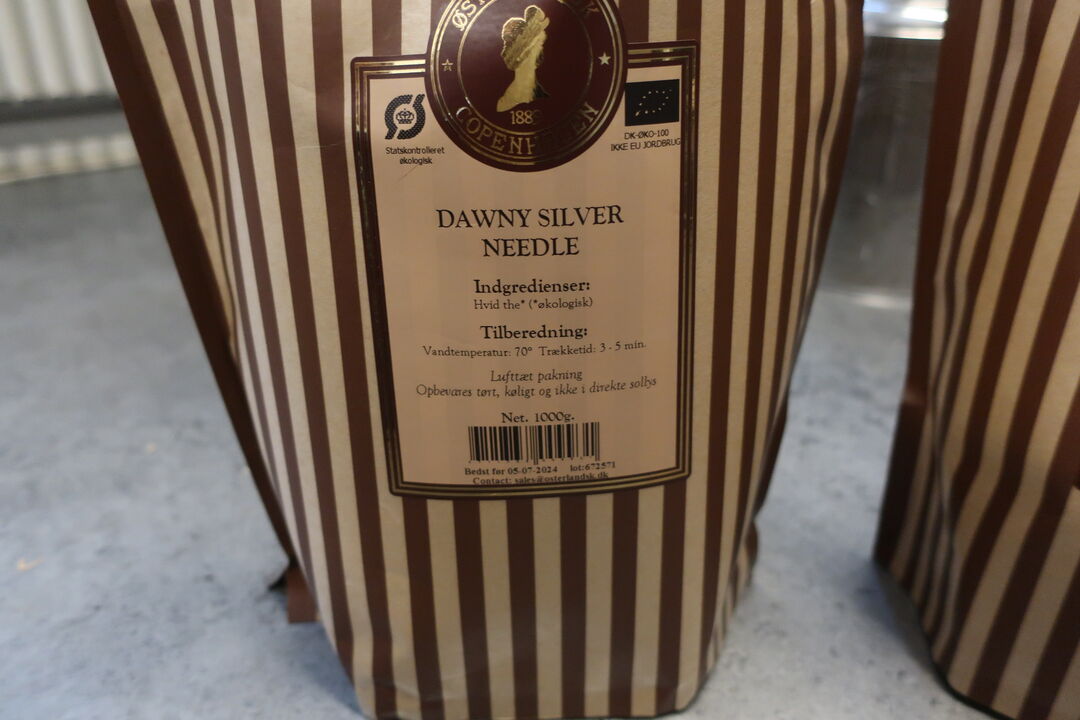 1883
COPENHAGEN
Statskontrolleret
økologisk
DK-ØKO-100
IKKE EU JORDBRUG
DAWNY SILVER
NEEDLE
Indgredienser:
Hvid the* (*økologisk)
Tilberedning:
Vandtemperatur: 70° Trækketid: 3 - 5 min.
Lufttæt pakning
Opbevares tørt, køligt og ikke i direkte sollys
Net. 1000g.
Bedst før 05-07-2024 lot:672571
Contact: sales@osterlandsk.dk